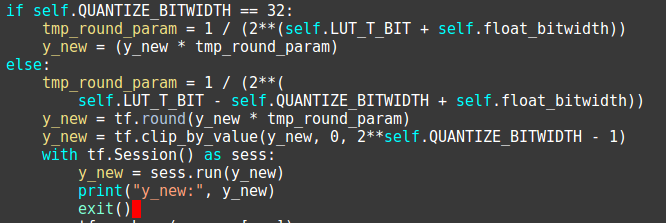 if self.QUANTIZE_BITWIDTH == 32:
    tmp_round_param = 1 / (2**(self.LUT_T_BIT + self.float_bitwidth))
    y_new = (y_new * tmp_round_param)
else:
    tmp_round_param = 1 / (2**(
        self.LUT_T_BIT - self.QUANTIZE_BITWIDTH + self.float_bitwidth))
    y_new = tf.round(y_new * tmp_round_param)
    y_new = tf.clip_by_value(y_new, 0, 2**self.QUANTIZE_BITWIDTH - 1)
    with tf.Session() as sess:
        y_new = sess.run(y_new)
        print("y_new:", y_new)
        exit()